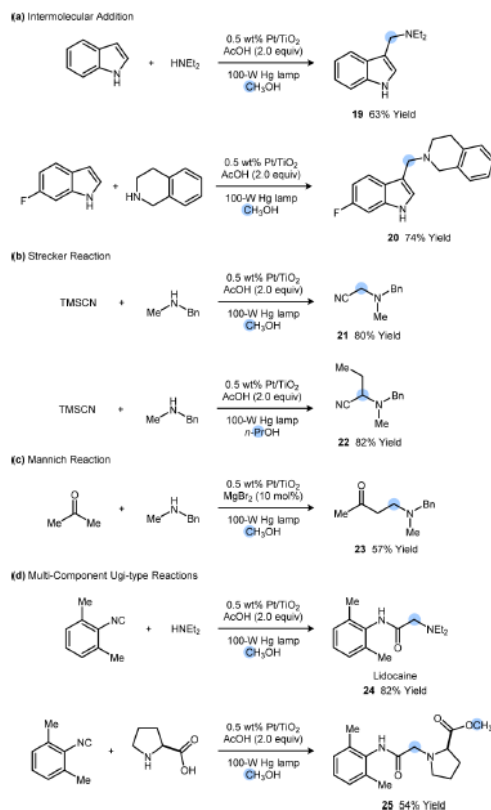 (a) Intermolecular Addition
N
H
+
HNEt2
0.5 wt% Pt/TiO2
AcOH (2.0 equiv)
100-W Hg lamp
CH3OH
NEt2
N
H
19 63% Yield
F
N
H
+
HN
0.5 wt% Pt/TiO2
AcOH (2.0 equiv)
100-W Hg lamp
CH3OH
N
F
N
H
20 74% Yield
(b) Strecker Reaction
TMSCN
+
H
Me N Bn
0.5 wt% Pt/TiO2
AcOH (2.0 equiv)
100-W Hg lamp
CH3OH
NC N Bn
Me
21 80% Yield
TMSCN
+
H
Me N Bn
0.5 wt% Pt/TiO2
AcOH (2.0 equiv)
100-W Hg lamp
n-PrOH
Me
NC N Bn
Me
22 82% Yield
(c) Mannich Reaction
O
Me Me
+
H
Me N Bn
0.5 wt% Pt/TiO2
MgBr2 (10 mol%)
100-W Hg lamp
CH3OH
O
Me N Bn
Me
23 57% Yield
(d) Multi-Component Ugi-type Reactions
Me
NC
Me
+
HNEt2
0.5 wt% Pt/TiO2
AcOH (2.0 equiv)
100-W Hg lamp
CH3OH
Me
H
N
NEt2
O
Me
Lidocaine
24 82% Yield
Me
NC
Me
+
N
H
O
OH
0.5 wt% Pt/TiO2
AcOH (2.0 equiv)
100-W Hg lamp
CH3OH
Me
H
N
O
Me
N
O
OCH3
25 54% Yield